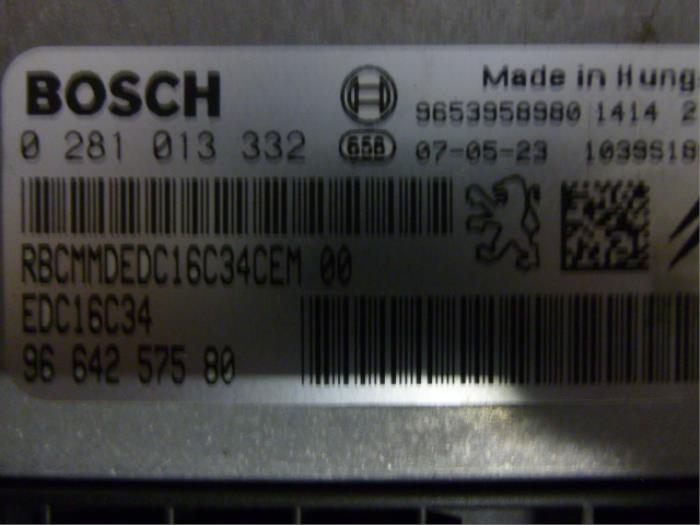 BOSCH
Made in Hung
9653958980 1414 2
0 281 013 332
658
07-05-23 1039S18
RBCMMDEDC16C34CEM 00
EDC16C34
96 642 575 80